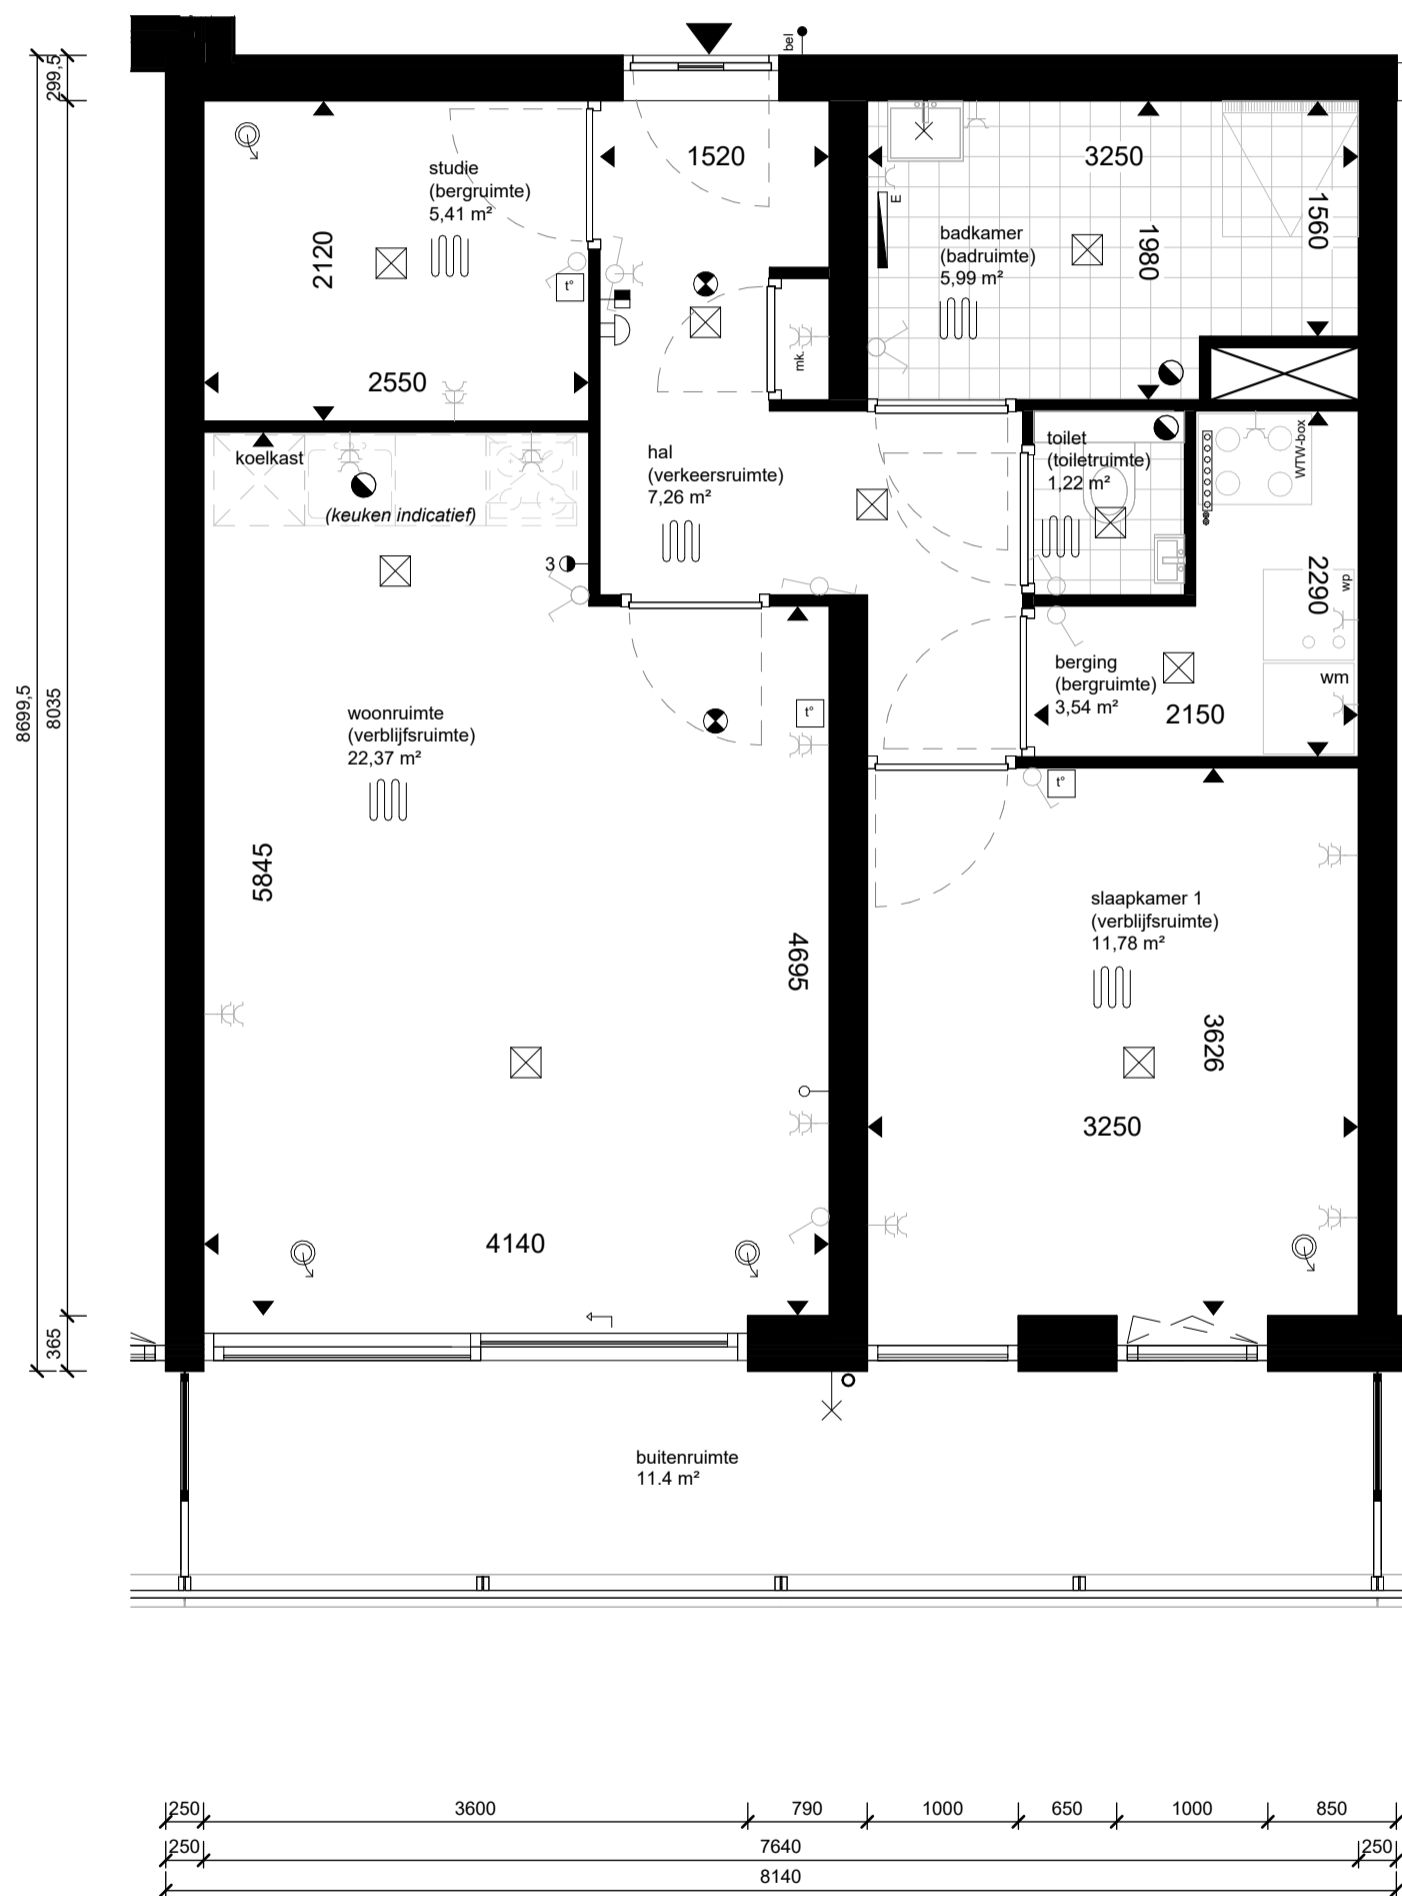 bel
299,5
1520
3250
studie
(bergruimte)
5,41 m²
E
1560
badkamer
(badruimte)
5,99 m²
1980
2120
t°
mk.
2550
koelkast
(keuken indicatief)
hal
(verkeersruimte)
7,26 m²
toilet
(toiletruimte)
1,22 m²
WTW-box
3
2290
wp
berging
(bergruimte)
3,54 m²
wm
2150
8699,5
8035
woonruimte
(verblijfsruimte)
22,37 m²
t°
t°
5845
4695
slaapkamer 1
(verblijfsruimte)
11,78 m²
3626
3250
4140
365
buitenruimte
11.4 m²
250 3600 790 1000 650 1000 850
250 7640 250
8140